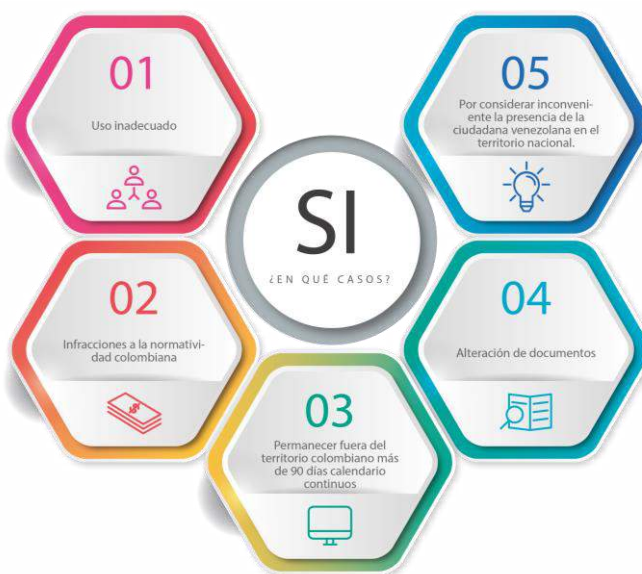 01
Uso inadecuado
02
Infracciones a la normativi-
dad colombiana
03
Permanecer fuera del
territorio colombiano más
de 90 días calendario
continuos
04
Alteración de documentos
05
Por considerar inconveni-
ente la presencia de la
ciudadana venezolana en el
territorio nacional.
SI
¿EN QUÉ CASOS?
$